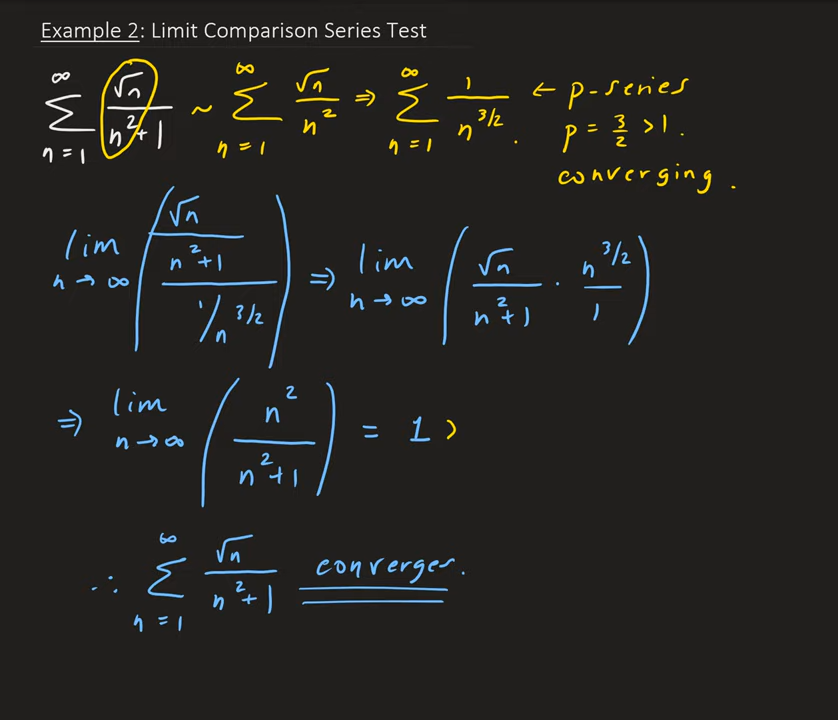 Example 2: Limit Comparison Series Test
∞ ∑ n = 1 √n / n² + 1 ~ ∞ ∑ n = 1 √n / n² ⇒ ∞ ∑ n = 1 1 / n^3/2 . ← p-series
p = 3/2 > 1.
converging.
lim n → ∞ ( √n / n² + 1 / 1/n^3/2 ) ⇒ lim n → ∞ ( √n / n² + 1 · n^3/2 / 1 )
⇒ lim n → ∞ ( n² / n² + 1 ) = 1 >
∴ ∞ ∑ n = 1 √n / n² + 1 converges.